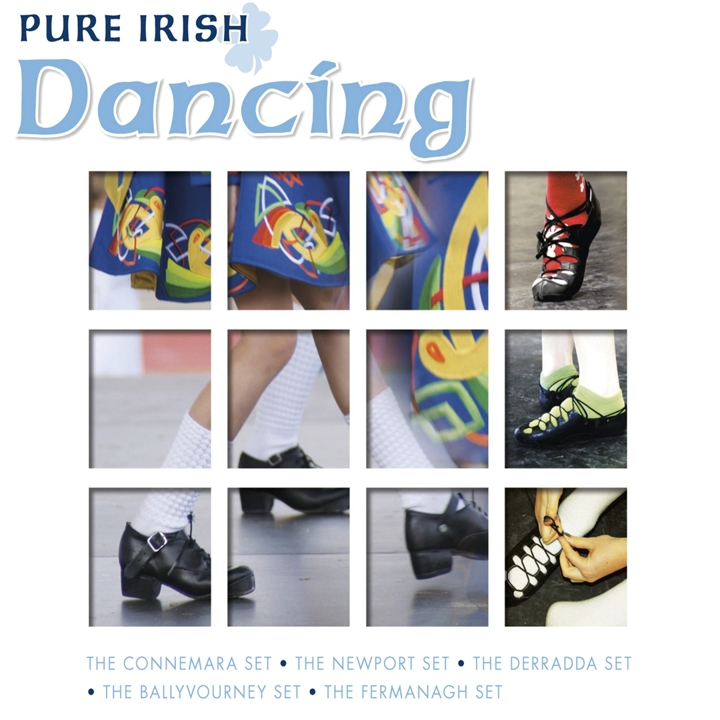 PURE IRISH
Dancing
THE CONNEMARA SET • THE NEWPORT SET • THE DERRADDA SET
• THE BALLYVOURNEY SET • THE FERMANAGH SET